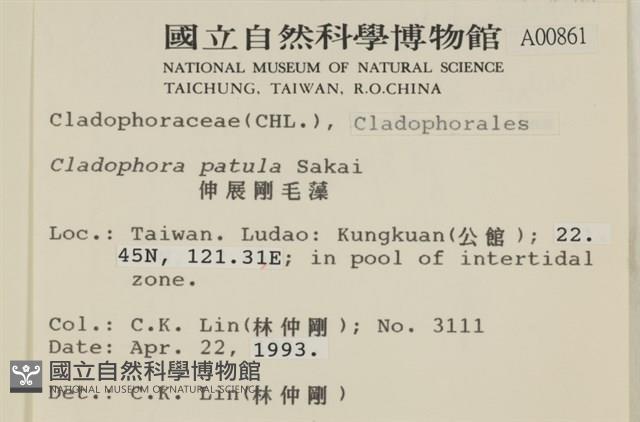 國立自然科學博物館 A00861
NATIONAL MUSEUM OF NATURAL SCIENCE
TAICHUNG, TAIWAN, R.O.CHINA
Cladophoraceae(CHL.), Cladophorales
Cladophora patula Sakai
伸展剛毛藻
Loc.: Taiwan. Ludao: Kungkuan(公館); 22.
45N, 121.31E; in pool of intertidal
zone.
Col.: C.K. Lin(林仲剛); No. 3111
Date: Apr. 22, 1993.
國立自然科學博物館
NATIONAL MUSEUM OF NATURAL SCIENCE
Det.: C.K. Lin(林仲剛)